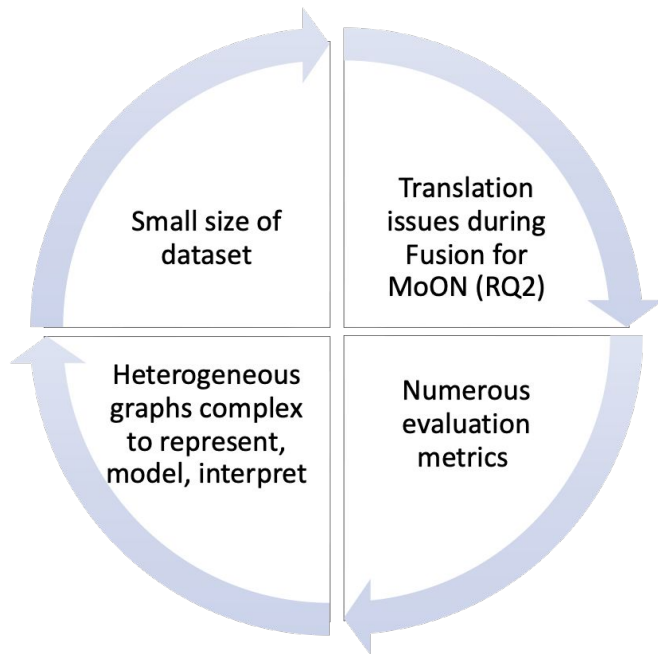 Small size of
dataset
Translation
issues during
Fusion for
MoON (RQ2)
Heterogeneous
graphs complex
to represent,
model, interpret
Numerous
evaluation
metrics